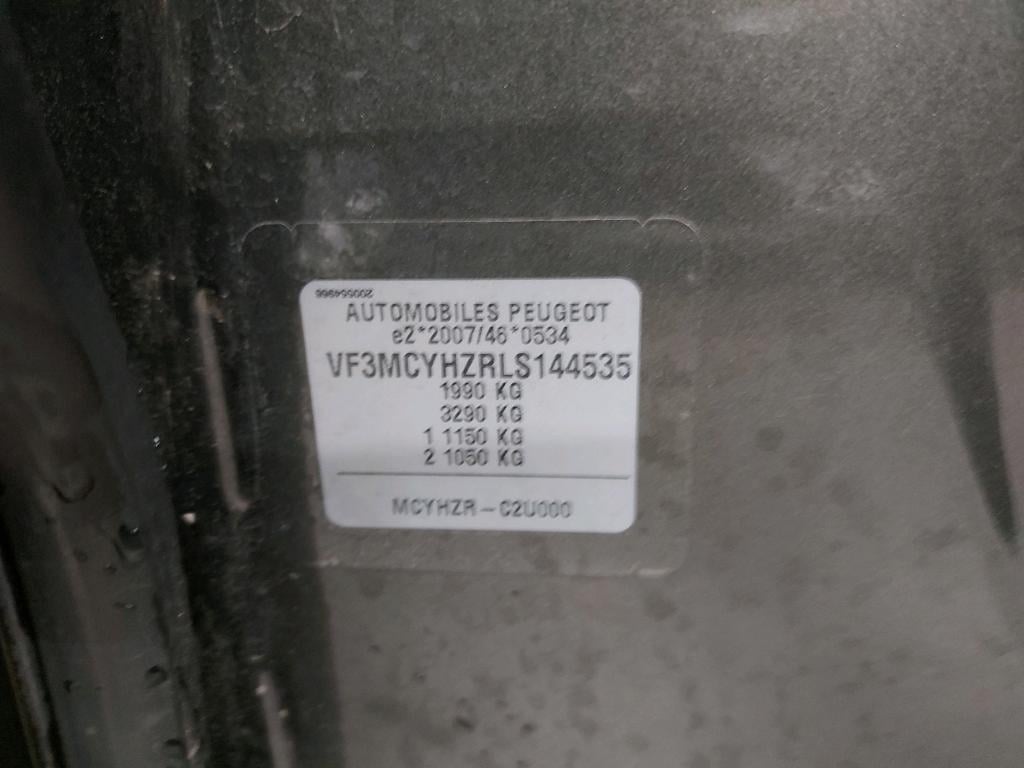 200554966
AUTOMOBILES PEUGEOT
e2*2007/46*0534
VF3MCYHZRLS144535
1990 KG
3290 KG
1 1150 KG
2 1050 KG
MCYHZR - C2U000